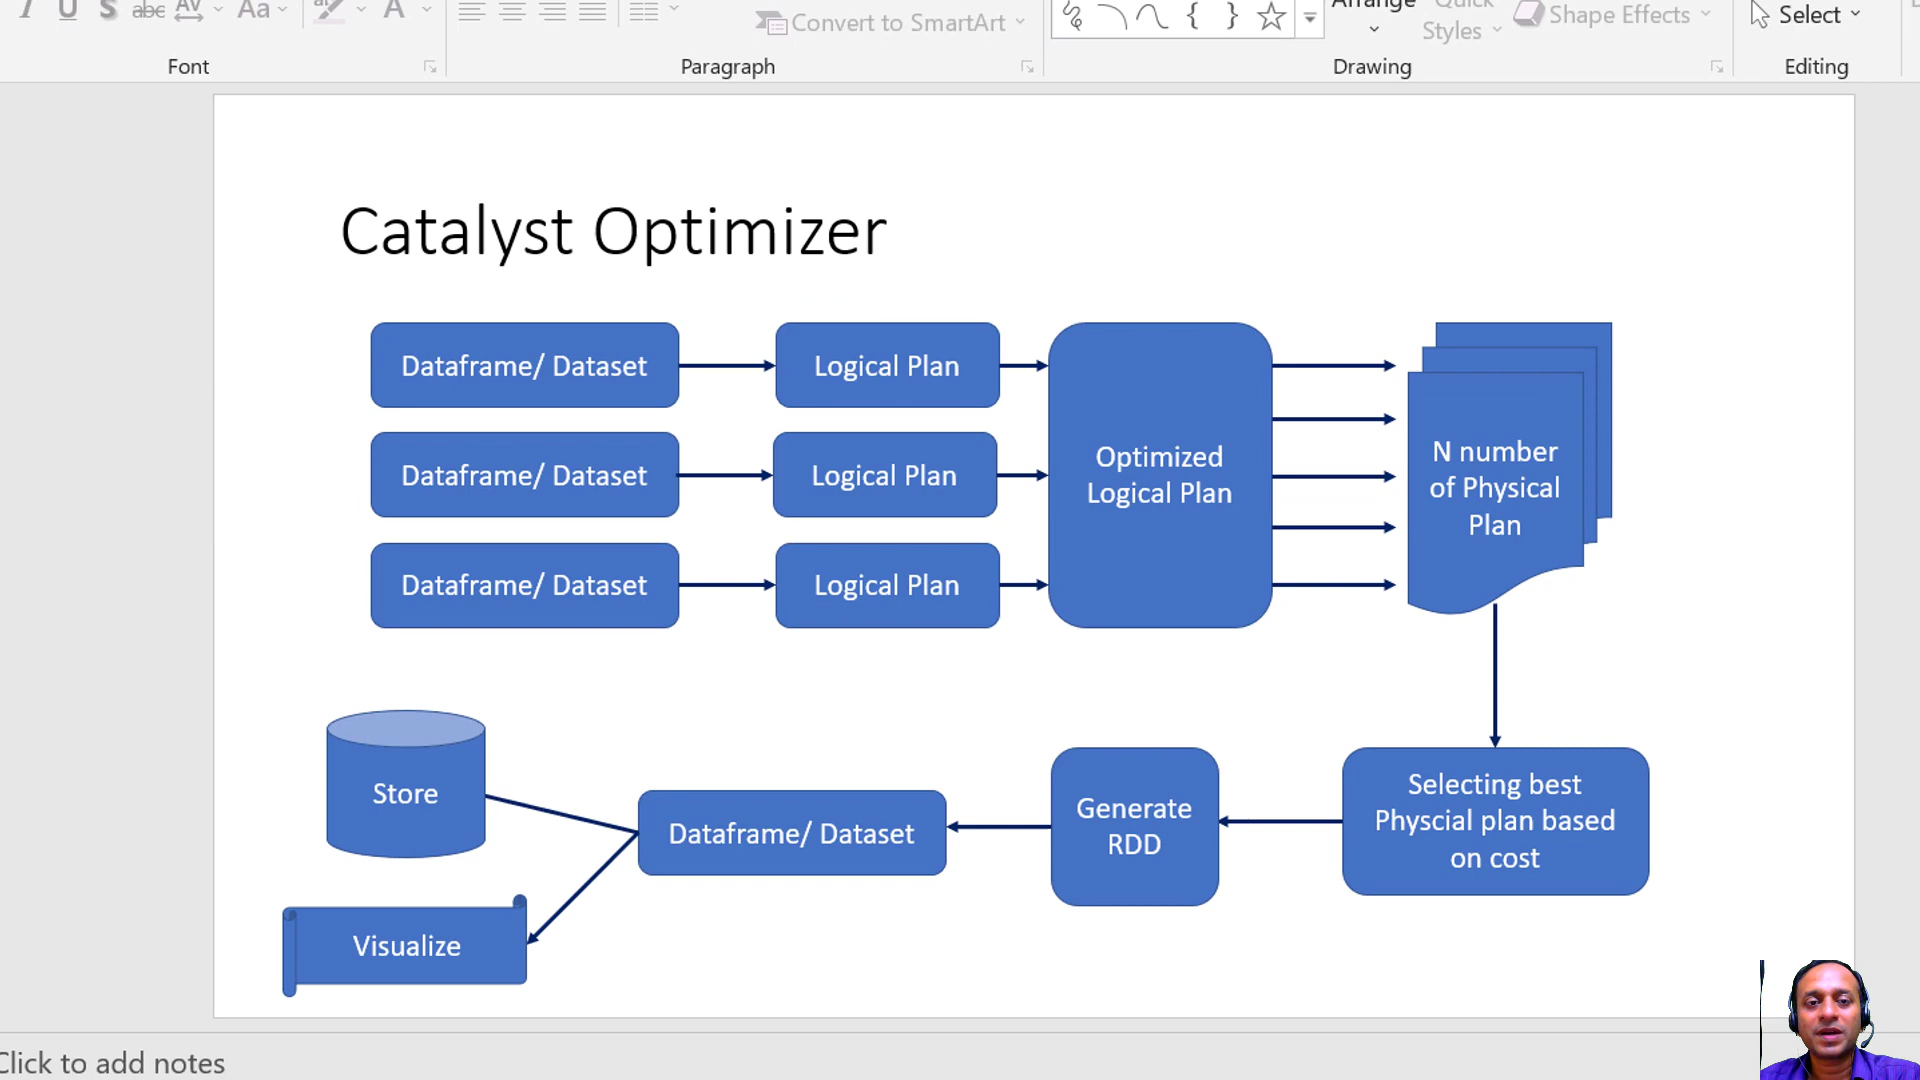 Aa
A
Convert to SmartArt
Arrange
Quick
Styles
Shape Effects
Select
Font
Paragraph
Drawing
Editing
Catalyst Optimizer
Dataframe/ Dataset
Logical Plan
Dataframe/ Dataset
Logical Plan
Dataframe/ Dataset
Logical Plan
Optimized
Logical Plan
N number
of Physical
Plan
Store
Dataframe/ Dataset
Generate
RDD
Selecting best
Physcial plan based
on cost
Visualize
Click to add notes